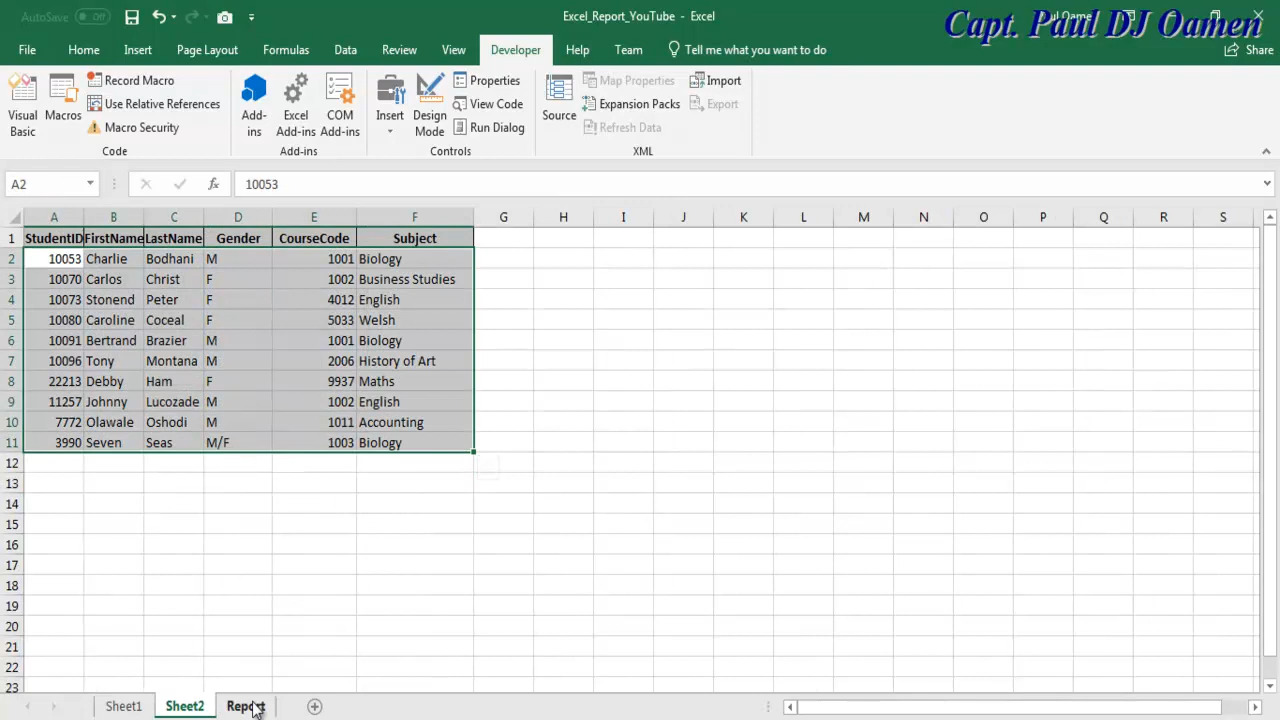 AutoSave Off
Excel_Report_YouTube - Excel
Capt. Paul DJ Oamen
File Home Insert Page Layout Formulas Data Review View Developer Help Team Tell me what you want to do Share
Visual Basic
Macros
Record Macro
Use Relative References
Macro Security
Code
Add-ins
Excel Add-ins
COM Add-ins
Add-ins
Insert
Design Mode
Properties
View Code
Run Dialog
Controls
Source
Map Properties
Expansion Packs
Refresh Data
Import
Export
XML
A2 fx 10053
A B C D E F G H I J K L M N O P Q R S
1 StudentID FirstName LastName Gender CourseCode Subject
2 10053 Charlie Bodhani M 1001 Biology
3 10070 Carlos Christ F 1002 Business Studies
4 10073 Stonend Peter F 4012 English
5 10080 Caroline Coceal F 5033 Welsh
6 10091 Bertrand Brazier M 1001 Biology
7 10096 Tony Montana M 2006 History of Art
8 22213 Debby Ham F 9937 Maths
9 11257 Johnny Lucozade M 1002 English
10 7772 Olawale Oshodi M 1011 Accounting
11 3990 Seven Seas M/F 1003 Biology
12
13
14
15
16
17
18
19
20
21
22
23
Sheet1 Sheet2 Report